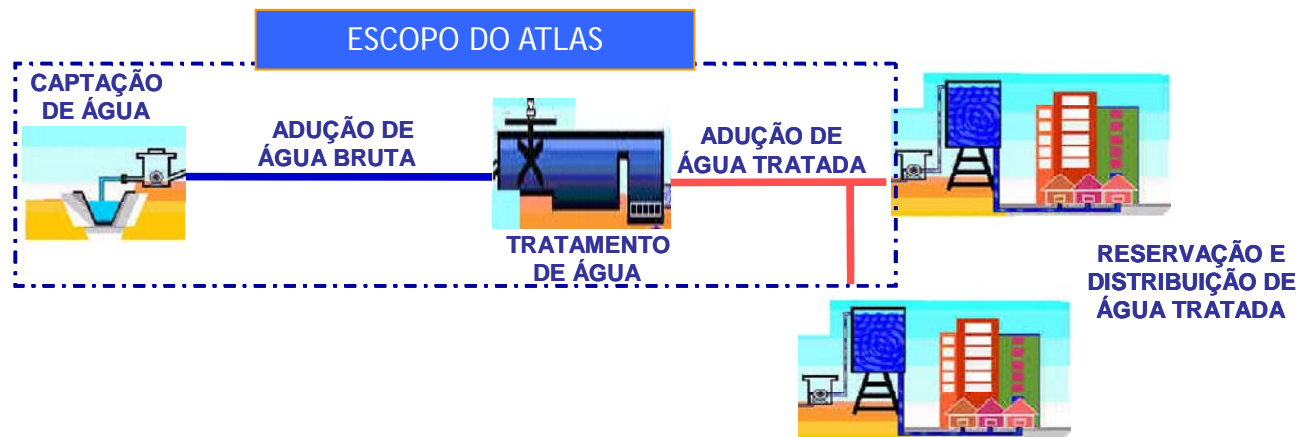 ESCOPO DO ATLAS
CAPTAÇÃO
DE ÁGUA
ADUÇÃO DE
ÁGUA BRUTA
TRATAMENTO
DE ÁGUA
ADUÇÃO DE
ÁGUA TRATADA
RESERVAÇÃO E
DISTRIBUIÇÃO DE
ÁGUA TRATADA